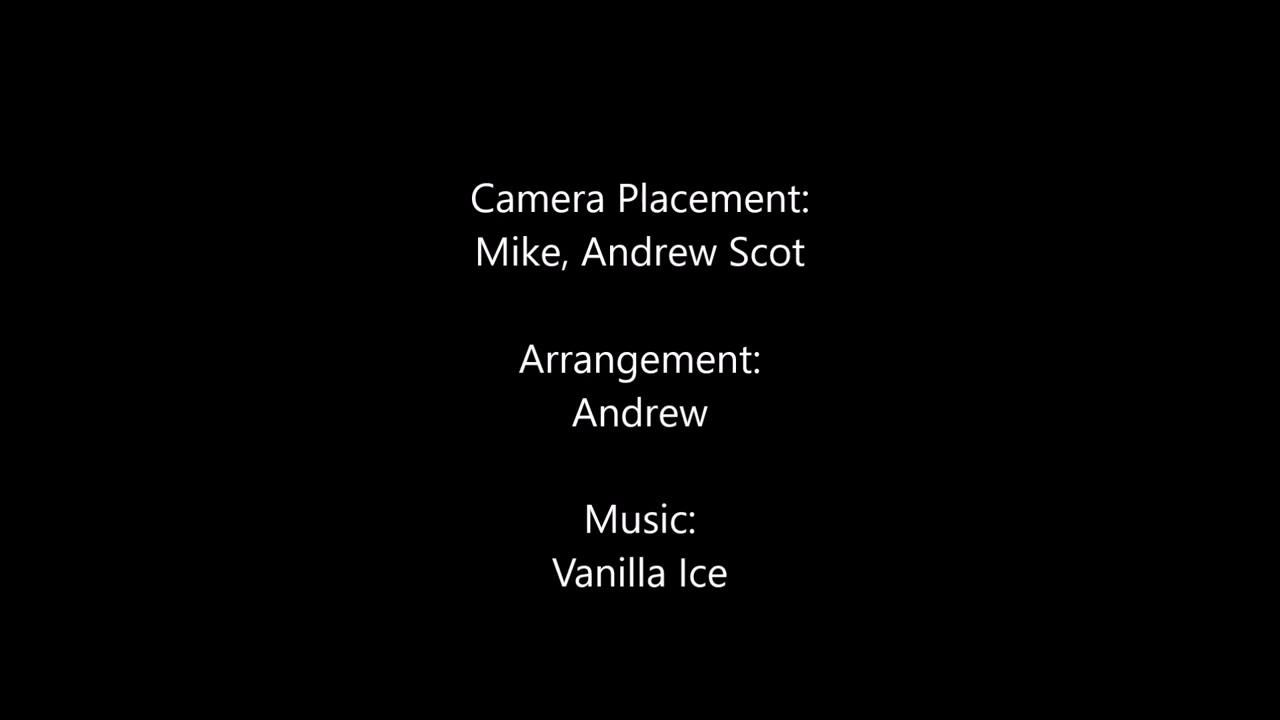 Camera Placement:
Mike, Andrew Scot
Arrangement:
Andrew
Music:
Vanilla Ice